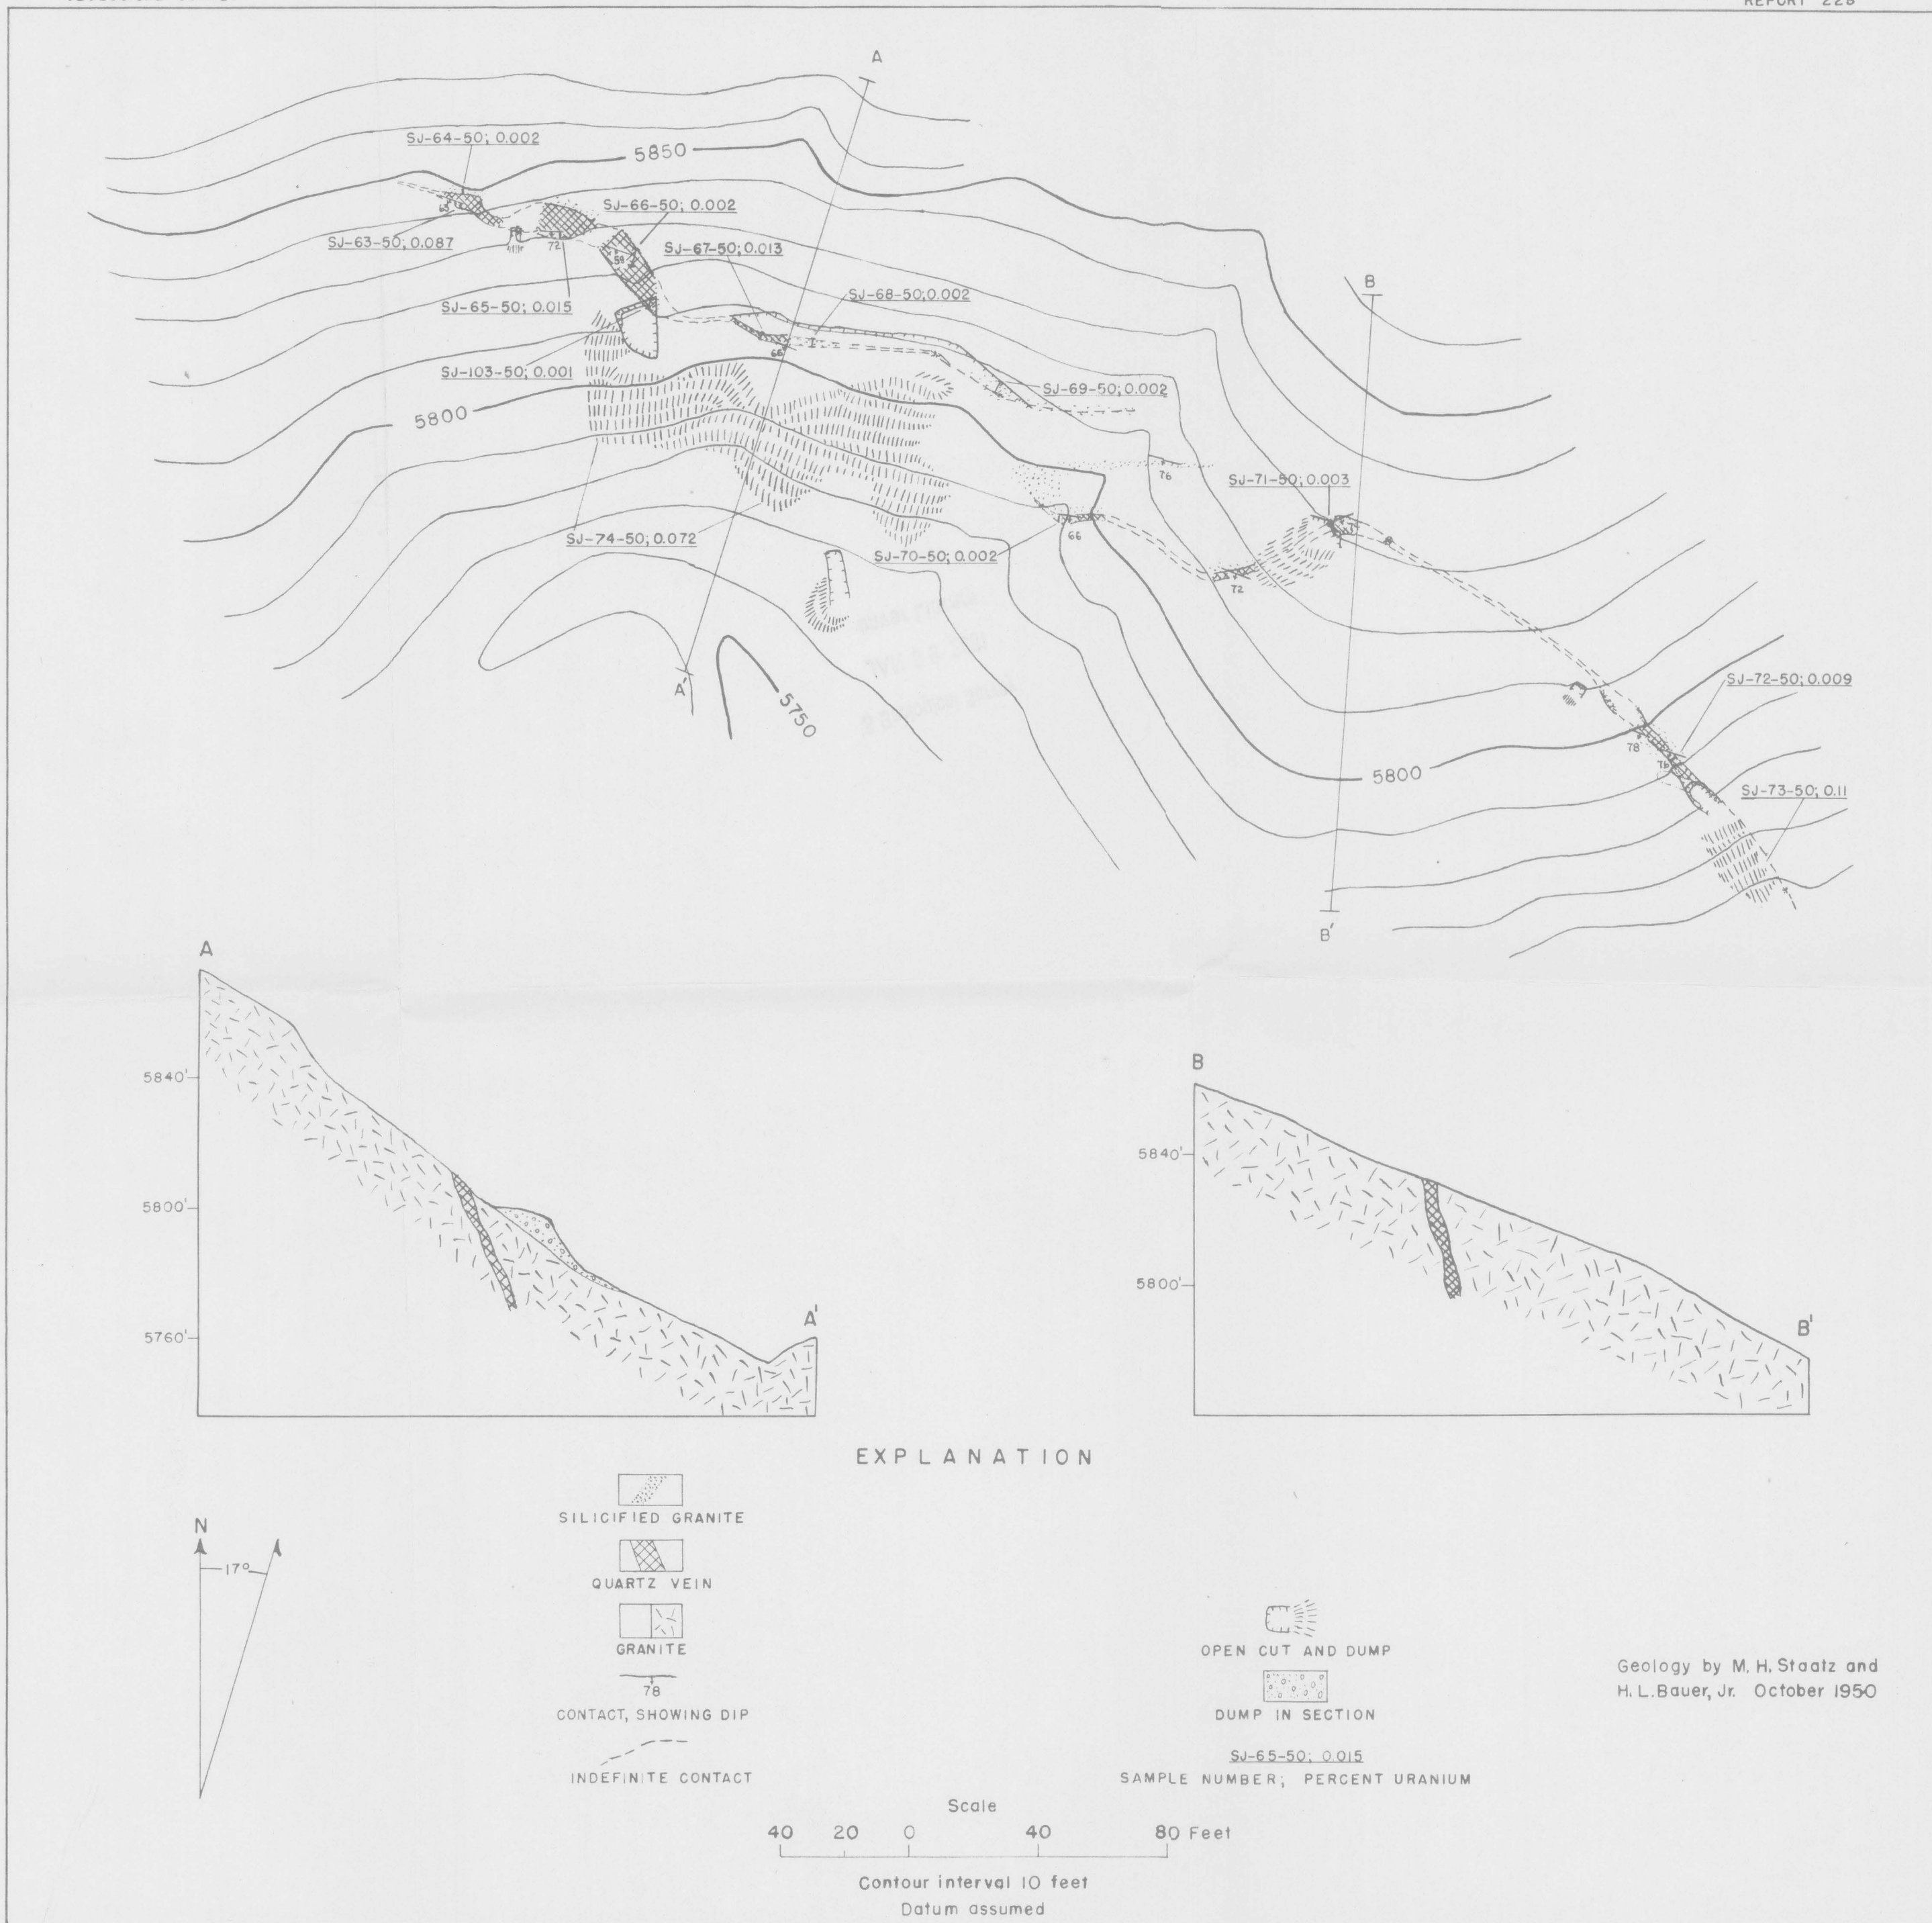 REPORT 228
A
SJ-64-50; 0.002
5850
SJ-66-50; 0.002
SJ-63-50; 0.087
72
59
SJ-67-50; 0.013
B
SJ-65-50; 0.015
SJ-68-50; 0.002
66
SJ-103-50; 0.001
SJ-69-50; 0.002
5800
76
SJ-71-50; 0.003
SJ-74-50; 0.072
SJ-70-50; 0.002
66
72
A'
5750
SJ-72-50; 0.009
78
5800
SJ-73-50; 0.11
B'
A
B
5840'
5840'
5800'
5800'
5760'
A'
B'
EXPLANATION
SILICIFIED GRANITE
N
17°
QUARTZ VEIN
GRANITE
OPEN CUT AND DUMP
Geology by M. H. Staatz and
H. L. Bauer, Jr. October 1950
78
CONTACT, SHOWING DIP
DUMP IN SECTION
SJ-65-50; 0.015
INDEFINITE CONTACT
SAMPLE NUMBER; PERCENT URANIUM
Scale
40 20 0 40 80 Feet
Contour interval 10 feet
Datum assumed